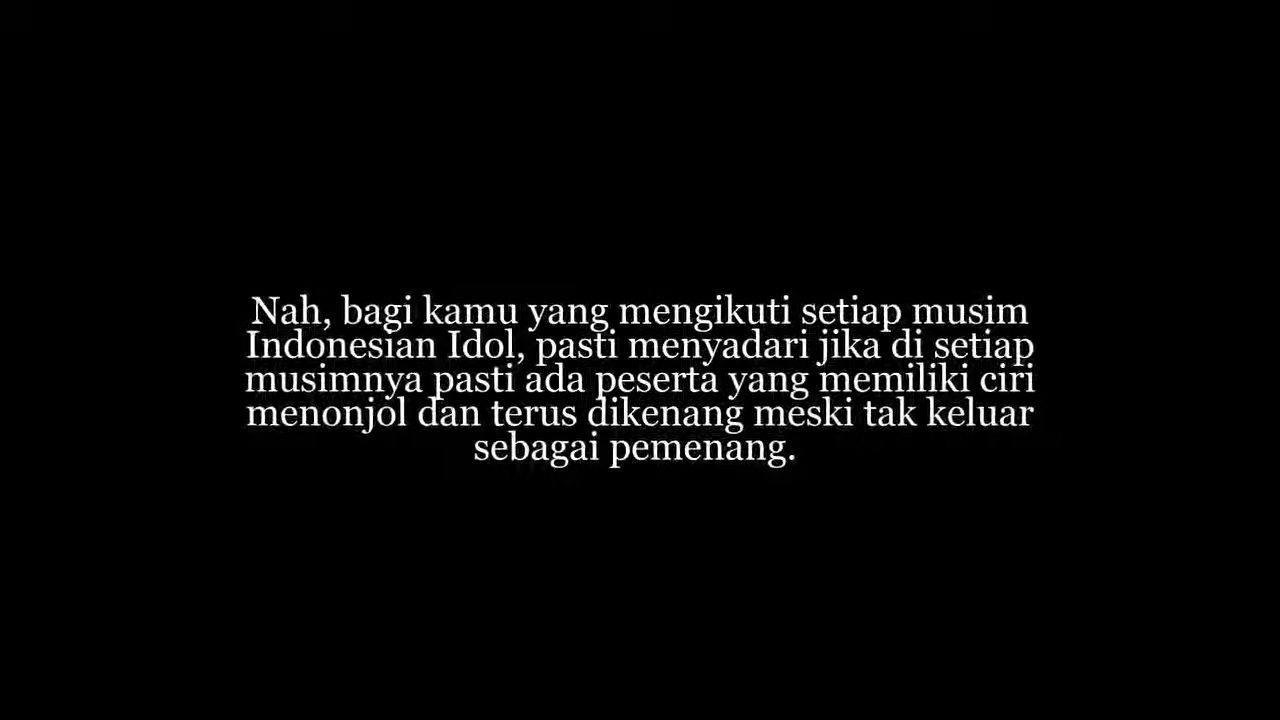 Nah, bagi kamu yang mengikuti setiap musim
Indonesian Idol, pasti menyadari jika di setiap
musimnya pasti ada peserta yang memiliki ciri
menonjol dan terus dikenang meski tak keluar
sebagai pemenang.